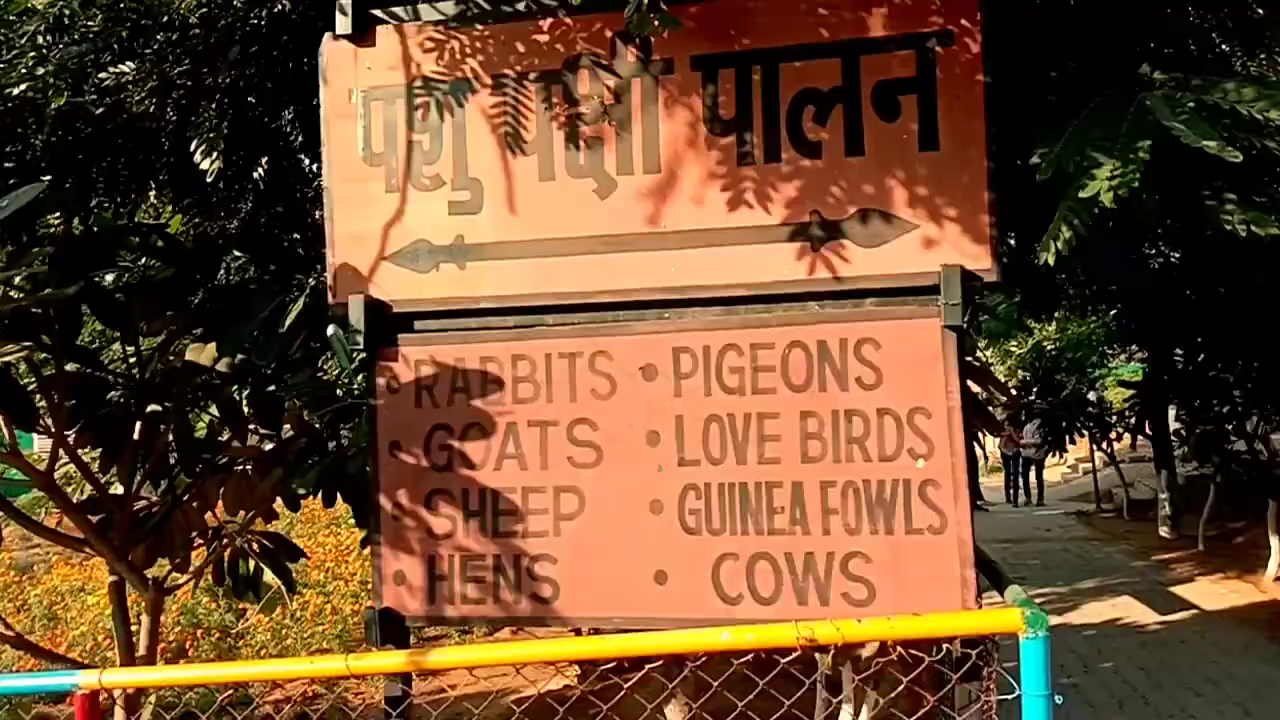 पशु पक्षी पालन
• RABBITS • PIGEONS
• GOATS • LOVE BIRDS
• SHEEP • GUINEA FOWLS
• HENS • COWS